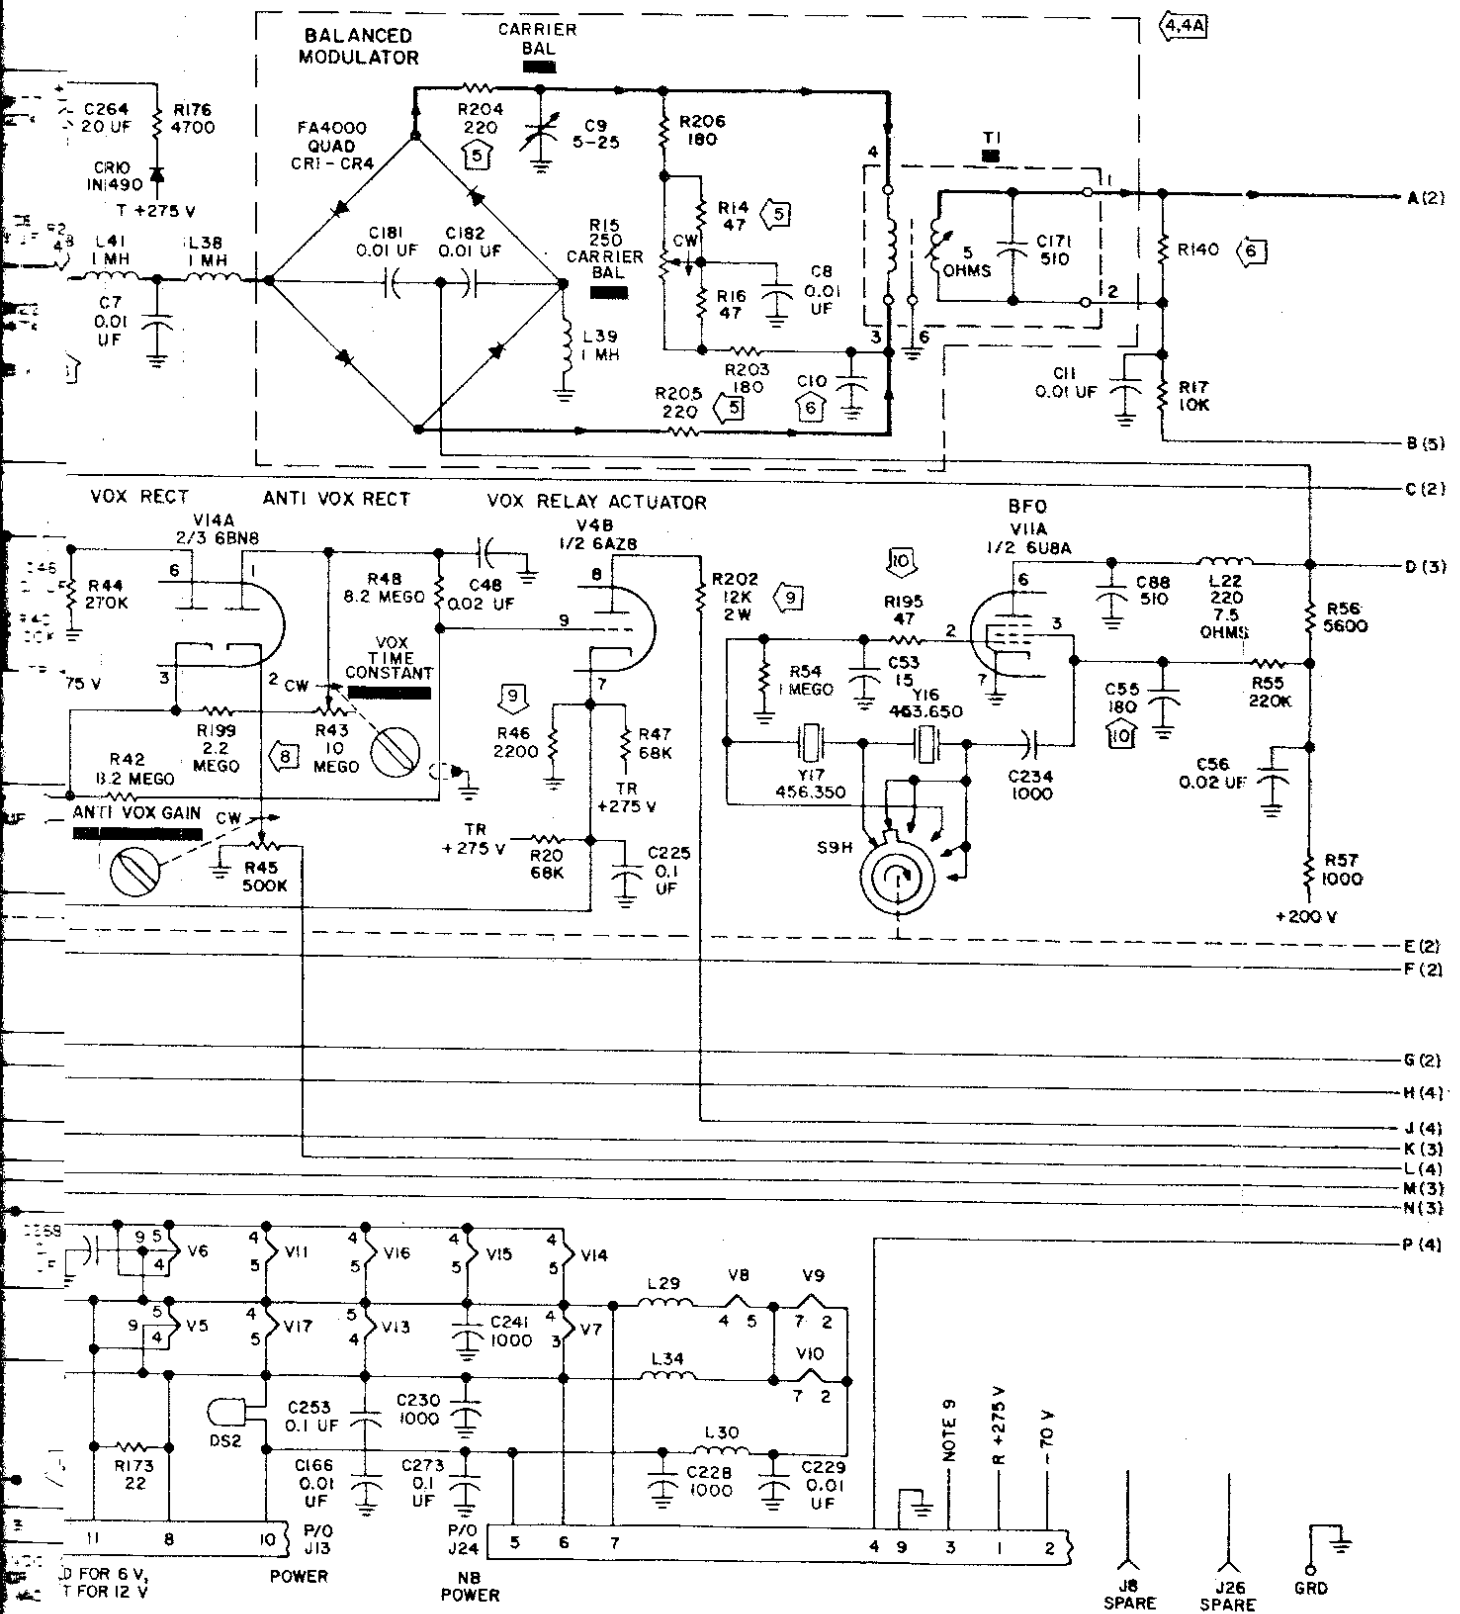 BALANCED
MODULATOR
CARRIER
BAL
4,4A
C264
20 UF
R176
4700
FA4000
QUAD
CR1-CR4
R204
220
5
C9
5-25
R206
180
T1
CR10
IN490
T +275 V
4
1
A(2)
R14
47
5
L41
1 MH
L38
1 MH
C181
0.01 UF
C182
0.01 UF
R15
250
CARRIER
BAL
CW
5
OHMS
C171
510
R140
6
C7
0.01
UF
R16
47
C8
0.01
UF
2
L39
1 MH
3
6
R203
180
C10
6
C11
0.01 UF
R17
10K
R205
220
5
B(5)
C(2)
VOX RECT
ANTI VOX RECT
VOX RELAY ACTUATOR
BFO
V14A
2/3 6BN8
V4B
1/2 6AZ8
V11A
1/2 6U8A
6
1
8
10
6
D(3)
R44
270K
R48
8.2 MEGO
C48
0.02 UF
R202
12K
2W
9
R195
47
C88
510
L22
220
7.5
OHMS
R56
5600
9
2
3
VOX
TIME
CONSTANT
R54
1 MEGO
C53
15
75 V
3
2
CW
7
7
C55
180
10
R55
220K
9
Y16
463.650
R199
2.2
MEGO
8
R43
10
MEGO
R46
2200
R47
68K
R42
8.2 MEGO
TR
+275 V
Y17
456.350
C234
1000
C56
0.02 UF
ANTI VOX GAIN
CW
TR
+275 V
R20
68K
C225
0.1
UF
S9H
R45
500K
R57
1000
+200 V
E(2)
F(2)
G(2)
H(4)
J(4)
K(3)
L(4)
M(3)
N(3)
P(4)
9
5
4
V6
4
5
V11
4
5
V16
4
5
V15
4
5
V14
L29
V8
4 5
V9
7 2
9
5
4
V5
4
5
V17
5
4
V13
C241
1000
4
3
V7
L34
V10
7 2
DS2
C253
0.1 UF
C230
1000
L30
R173
22
C166
0.01
UF
C273
0.1
UF
C228
1000
C229
0.01
UF
NOTE 9
R +275 V
-70 V
11
8
10
P/O
J13
P/O
J24
5
6
7
4
9
3
1
2
FOR 6 V,
T FOR 12 V
POWER
NB
POWER
J8
SPARE
J26
SPARE
GRD